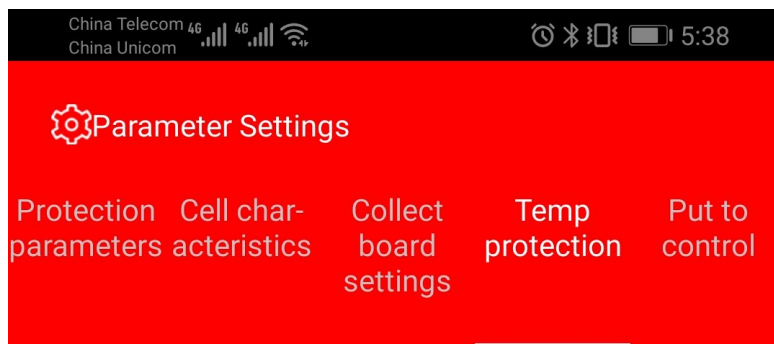 China Telecom 4G 4G
China Unicom
5:38
Parameter Settings
Protection parameters
Cell char-
acteristics
Collect
board
settings
Temp
protection
Put to
control